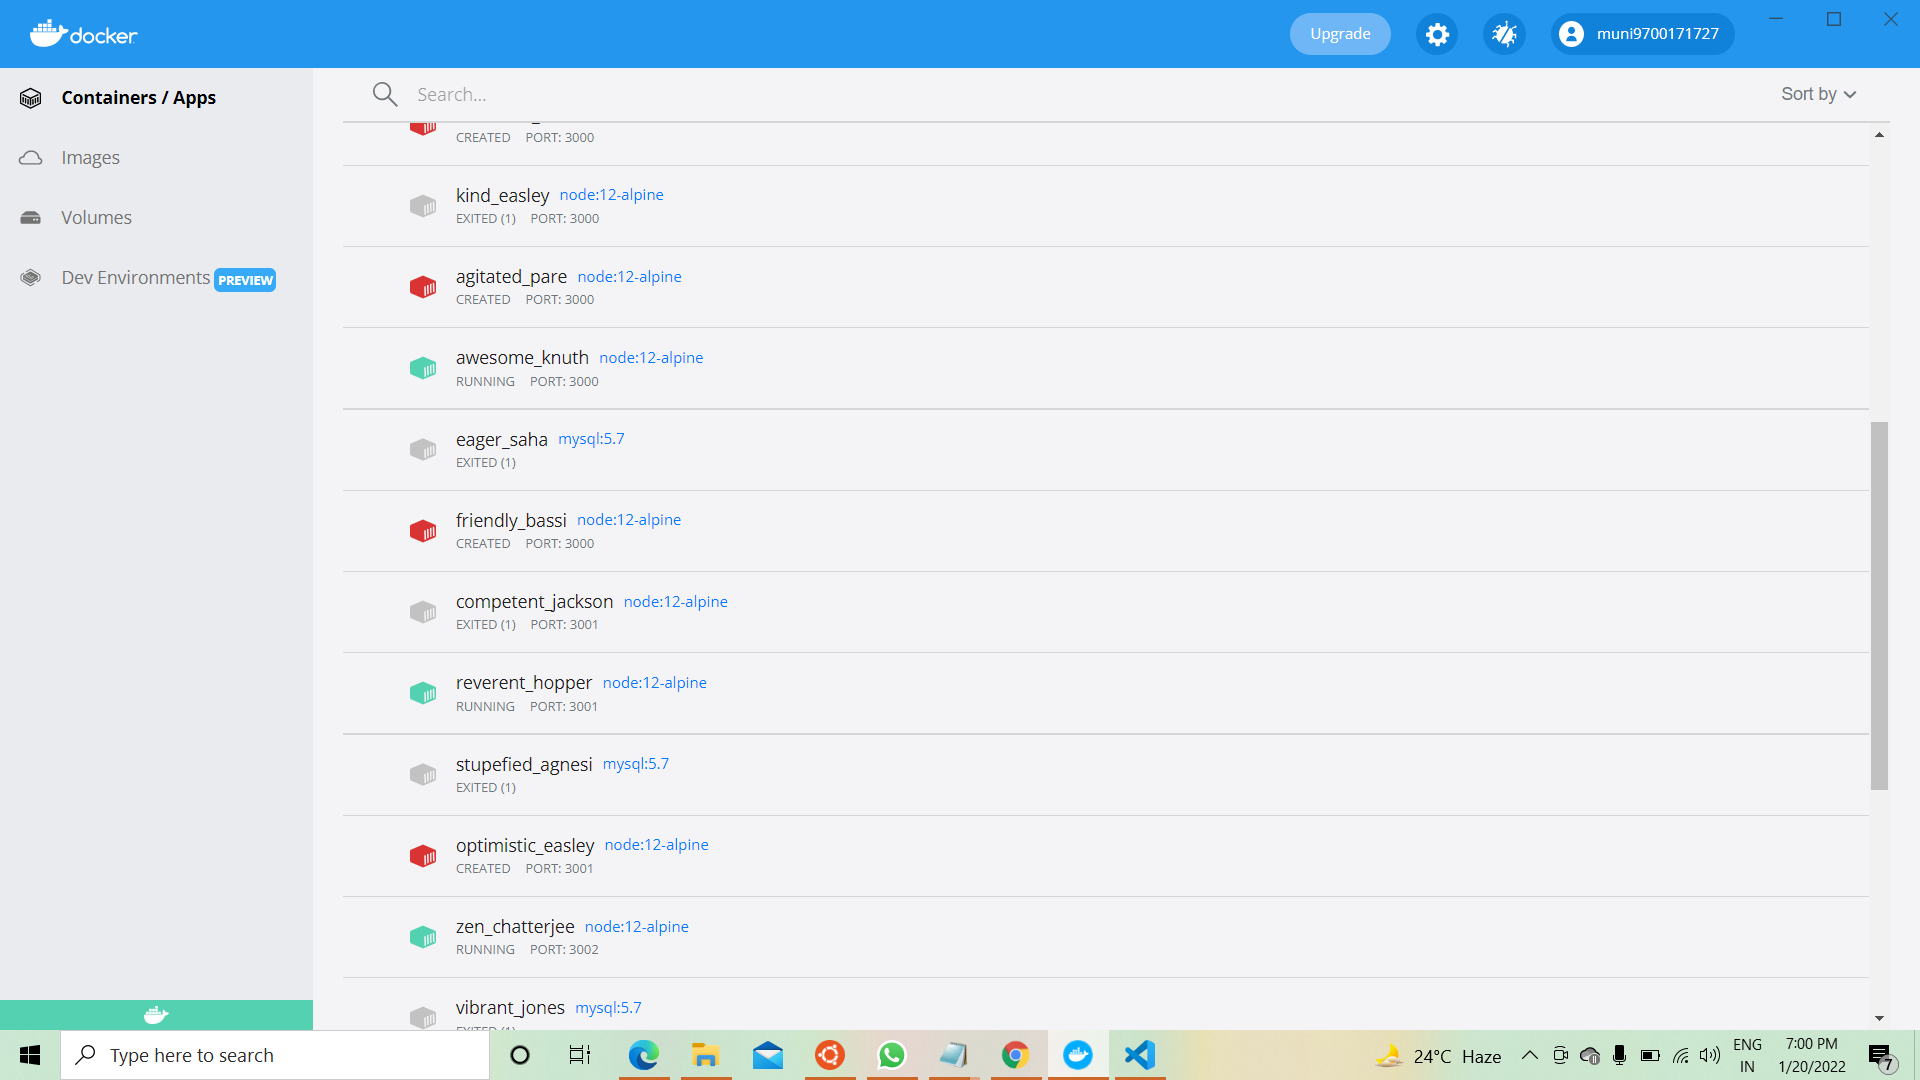 docker
Upgrade
muni9700171727
Containers / Apps
Images
Volumes
Dev Environments PREVIEW
Search...
Sort by
CREATED PORT: 3000
kind_easley node:12-alpine
EXITED (1) PORT: 3000
agitated_pare node:12-alpine
CREATED PORT: 3000
awesome_knuth node:12-alpine
RUNNING PORT: 3000
eager_saha mysql:5.7
EXITED (1)
friendly_bassi node:12-alpine
CREATED PORT: 3000
competent_jackson node:12-alpine
EXITED (1) PORT: 3001
reverent_hopper node:12-alpine
RUNNING PORT: 3001
stupefied_agnesi mysql:5.7
EXITED (1)
optimistic_easley node:12-alpine
CREATED PORT: 3001
zen_chatterjee node:12-alpine
RUNNING PORT: 3002
vibrant_jones mysql:5.7
Type here to search
24°C Haze
ENG
IN
7:00 PM
1/20/2022
7